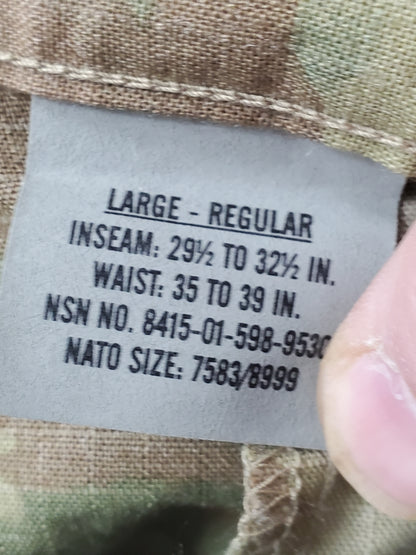 LARGE - REGULAR
INSEAM: 29½ TO 32½ IN.
WAIST: 35 TO 39 IN.
NSN NO. 8415-01-598-9530
NATO SIZE: 7583/8999